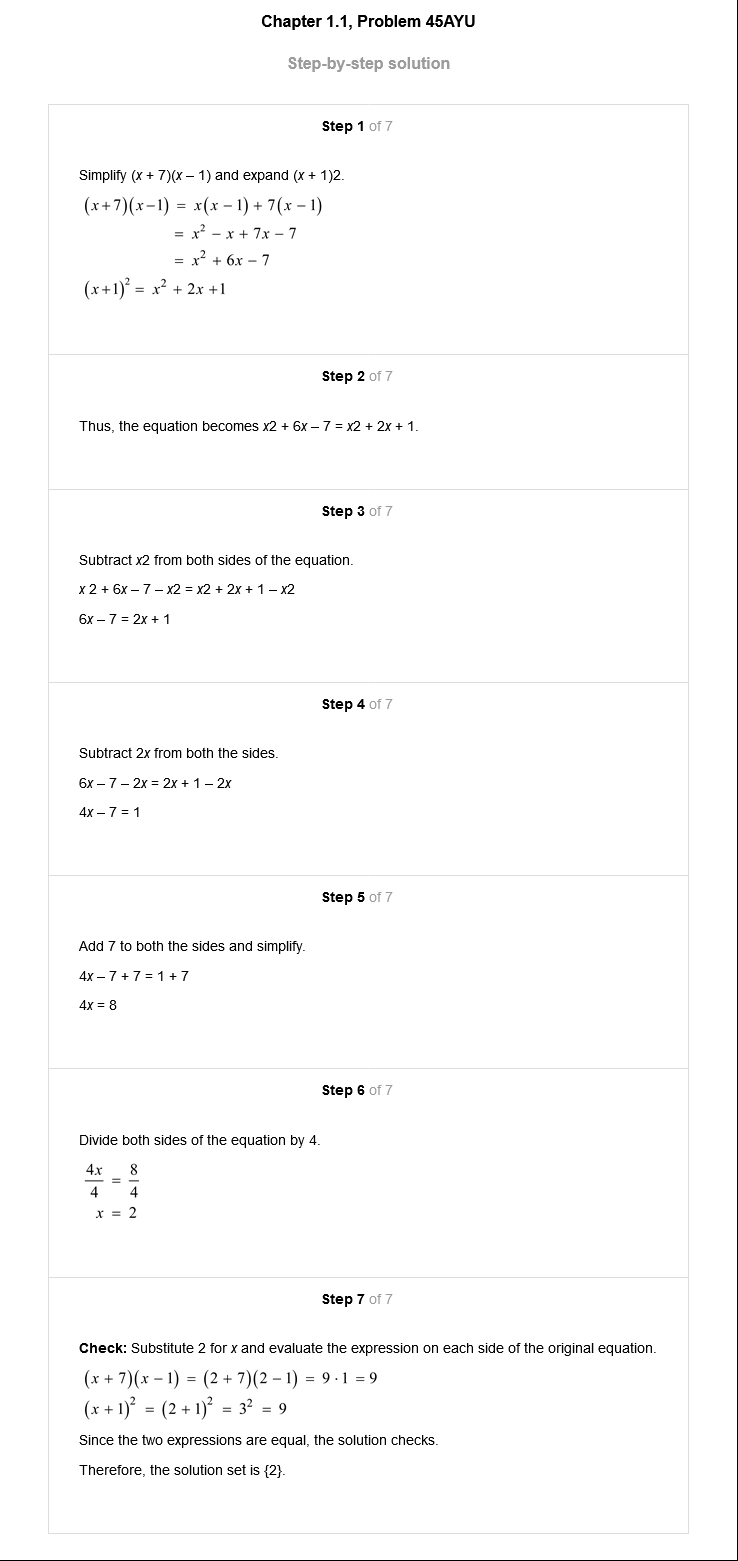 Chapter 1.1, Problem 45AYU
Step-by-step solution
Step 1 of 7
Simplify (x + 7)(x – 1) and expand (x + 1)2.
(x+7)(x−1) = x(x − 1) + 7(x − 1)
= x² − x + 7x − 7
= x² + 6x − 7
(x+1)² = x² + 2x +1
Step 2 of 7
Thus, the equation becomes x2 + 6x – 7 = x2 + 2x + 1.
Step 3 of 7
Subtract x2 from both sides of the equation.
x 2 + 6x – 7 – x2 = x2 + 2x + 1 – x2
6x – 7 = 2x + 1
Step 4 of 7
Subtract 2x from both the sides.
6x – 7 – 2x = 2x + 1 – 2x
4x – 7 = 1
Step 5 of 7
Add 7 to both the sides and simplify.
4x – 7 + 7 = 1 + 7
4x = 8
Step 6 of 7
Divide both sides of the equation by 4.
4x/4 = 8/4
x = 2
Step 7 of 7
Check: Substitute 2 for x and evaluate the expression on each side of the original equation.
(x + 7)(x − 1) = (2 + 7)(2 − 1) = 9 · 1 = 9
(x + 1)² = (2 + 1)² = 3² = 9
Since the two expressions are equal, the solution checks.
Therefore, the solution set is {2}.